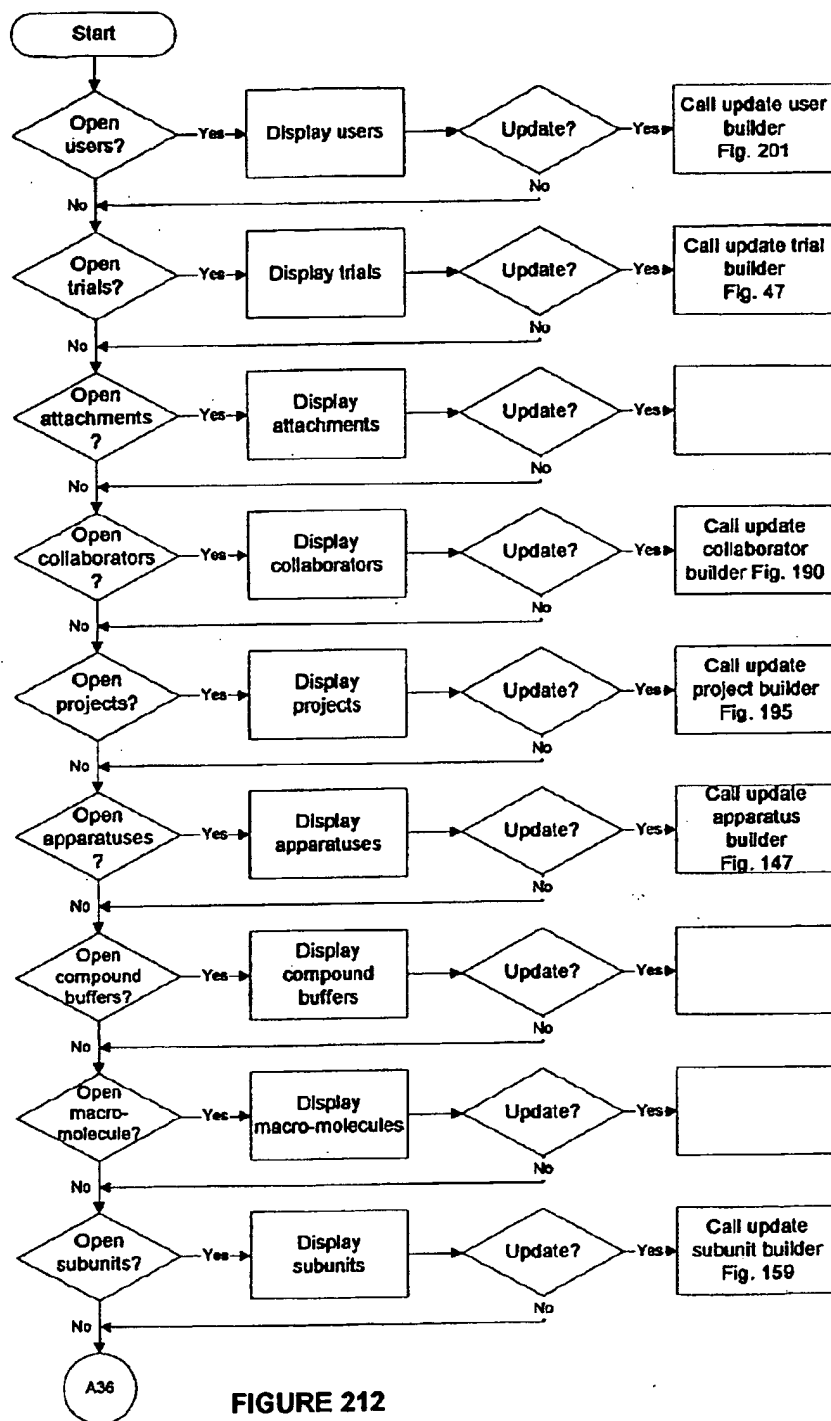 Start
Open
users?
Yes
Display users
Update?
Yes
Call update user
builder
Fig. 201
No
No
Open
trials?
Yes
Display trials
Update?
Yes
Call update trial
builder
Fig. 47
No
No
Open
attachments
?
Yes
Display
attachments
Update?
Yes
No
No
Open
collaborators
?
Yes
Display
collaborators
Update?
Yes
Call update
collaborator
builder Fig. 190
No
No
Open
projects?
Yes
Display
projects
Update?
Yes
Call update
project builder
Fig. 195
No
No
Open
apparatuses
?
Yes
Display
apparatuses
Update?
Yes
Call update
apparatus
builder
Fig. 147
No
No
Open
compound
buffers?
Yes
Display
compound
buffers
Update?
Yes
No
No
Open
macro-
molecule?
Yes
Display
macro-molecules
Update?
Yes
No
No
Open
subunits?
Yes
Display
subunits
Update?
Yes
Call update
subunit builder
Fig. 159
No
No
A36
FIGURE 212